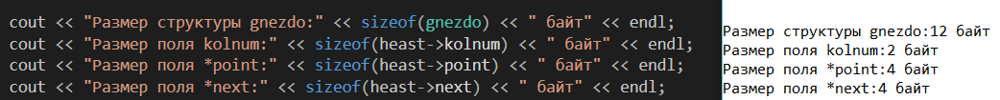 cout << "Размер структуры gnezdo:" << sizeof(gnezdo) << " байт" << endl;
cout << "Размер поля kolnum:" << sizeof(heast->kolnum) << " байт" << endl;
cout << "Размер поля *point:" << sizeof(heast->point) << " байт" << endl;
cout << "Размер поля *next:" << sizeof(heast->next) << " байт" << endl;
Размер структуры gnezdo:12 байт
Размер поля kolnum:2 байт
Размер поля *point:4 байт
Размер поля *next:4 байт